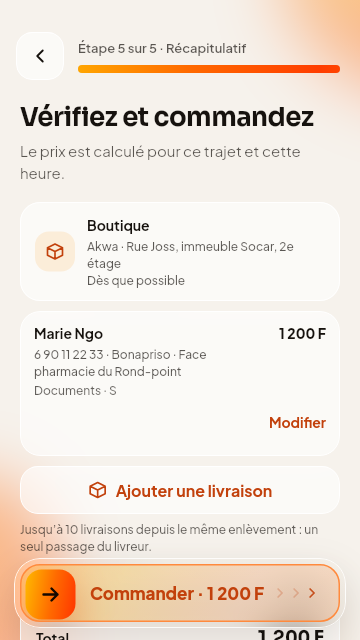 Étape 5 sur 5 · Récapitulatif
Vérifiez et commandez
Le prix est calculé pour ce trajet et cette
heure.
Boutique
Akwa · Rue Joss, immeuble Socar, 2e
étage
Dès que possible
Marie Ngo 1 200 F
6 90 11 22 33 · Bonapriso · Face
pharmacie du Rond-point
Documents · S
Modifier
Ajouter une livraison
Jusqu'à 10 livraisons depuis le même enlèvement : un
seul passage du livreur.
Commander · 1 200 F
Total 1 200 F